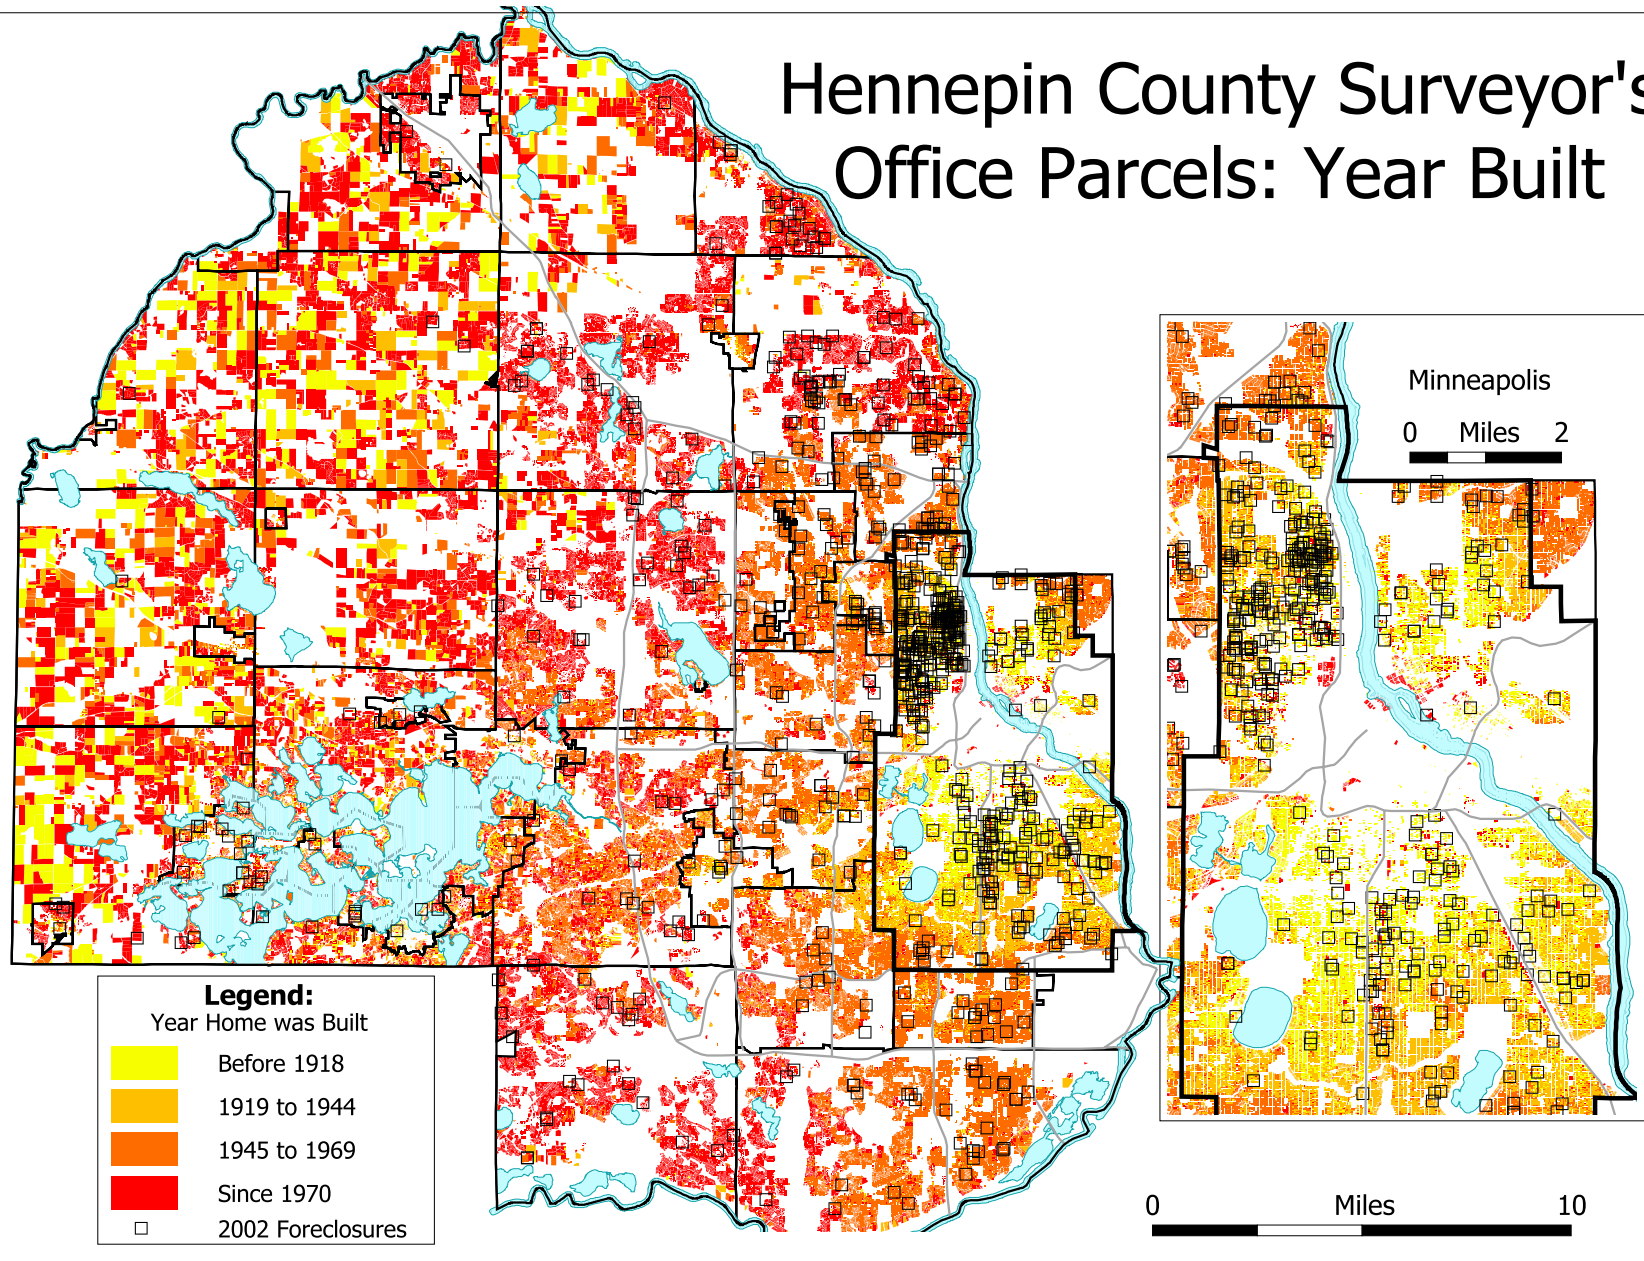 Hennepin County Surveyor's
Office Parcels: Year Built
Minneapolis
0 Miles 2
Legend:
Year Home was Built
Before 1918
1919 to 1944
1945 to 1969
Since 1970
2002 Foreclosures
0 Miles 10